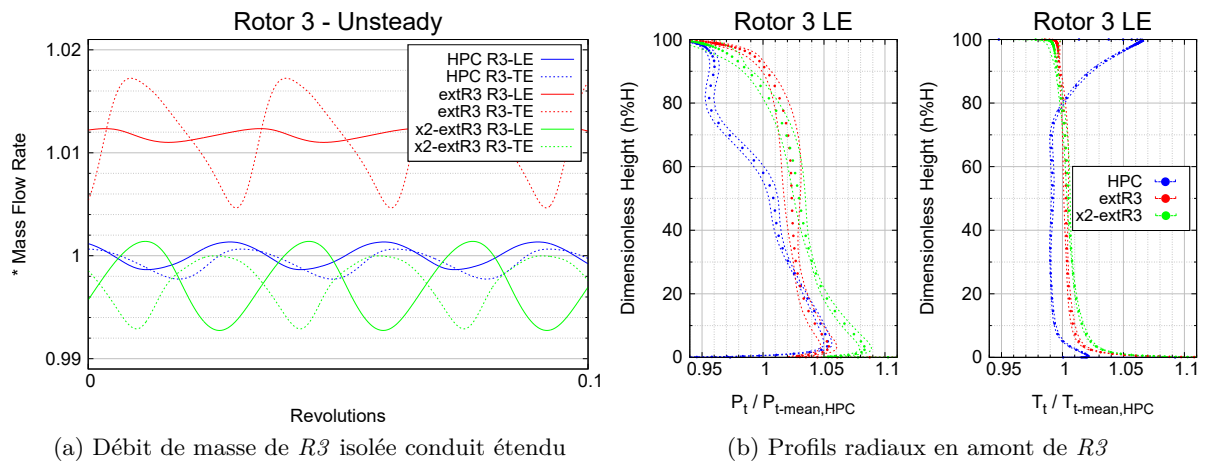 Rotor 3 - Unsteady
1.02
1.01
1
0.99
0
0.1
* Mass Flow Rate
Revolutions
HPC R3-LE
HPC R3-TE
extR3 R3-LE
extR3 R3-TE
x2-extR3 R3-LE
x2-extR3 R3-TE
(a) Débit de masse de R3 isolée conduit étendu
Rotor 3 LE
Dimensionless Height (h%H)
100
80
60
40
20
0
0.95
1
1.05
1.1
P_t / P_t-mean,HPC
Rotor 3 LE
Dimensionless Height (h%H)
100
80
60
40
20
0
0.95
1
1.05
1.1
T_t / T_t-mean,HPC
HPC
extR3
x2-extR3
(b) Profils radiaux en amont de R3